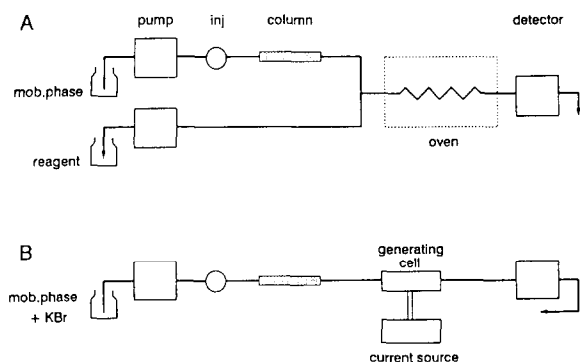 A
pump inj column detector
mob.phase
reagent
oven
B
generating
cell
mob.phase
+ KBr
current source